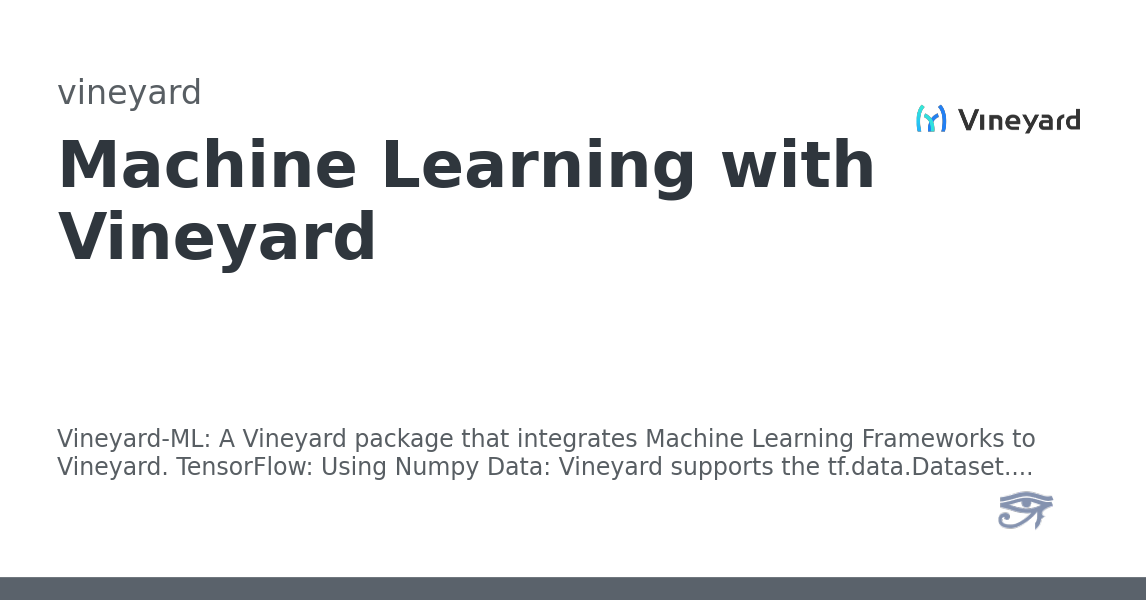 vineyard
Vineyard
Machine Learning with
Vineyard
Vineyard-ML: A Vineyard package that integrates Machine Learning Frameworks to
Vineyard. TensorFlow: Using Numpy Data: Vineyard supports the tf.data.Dataset....